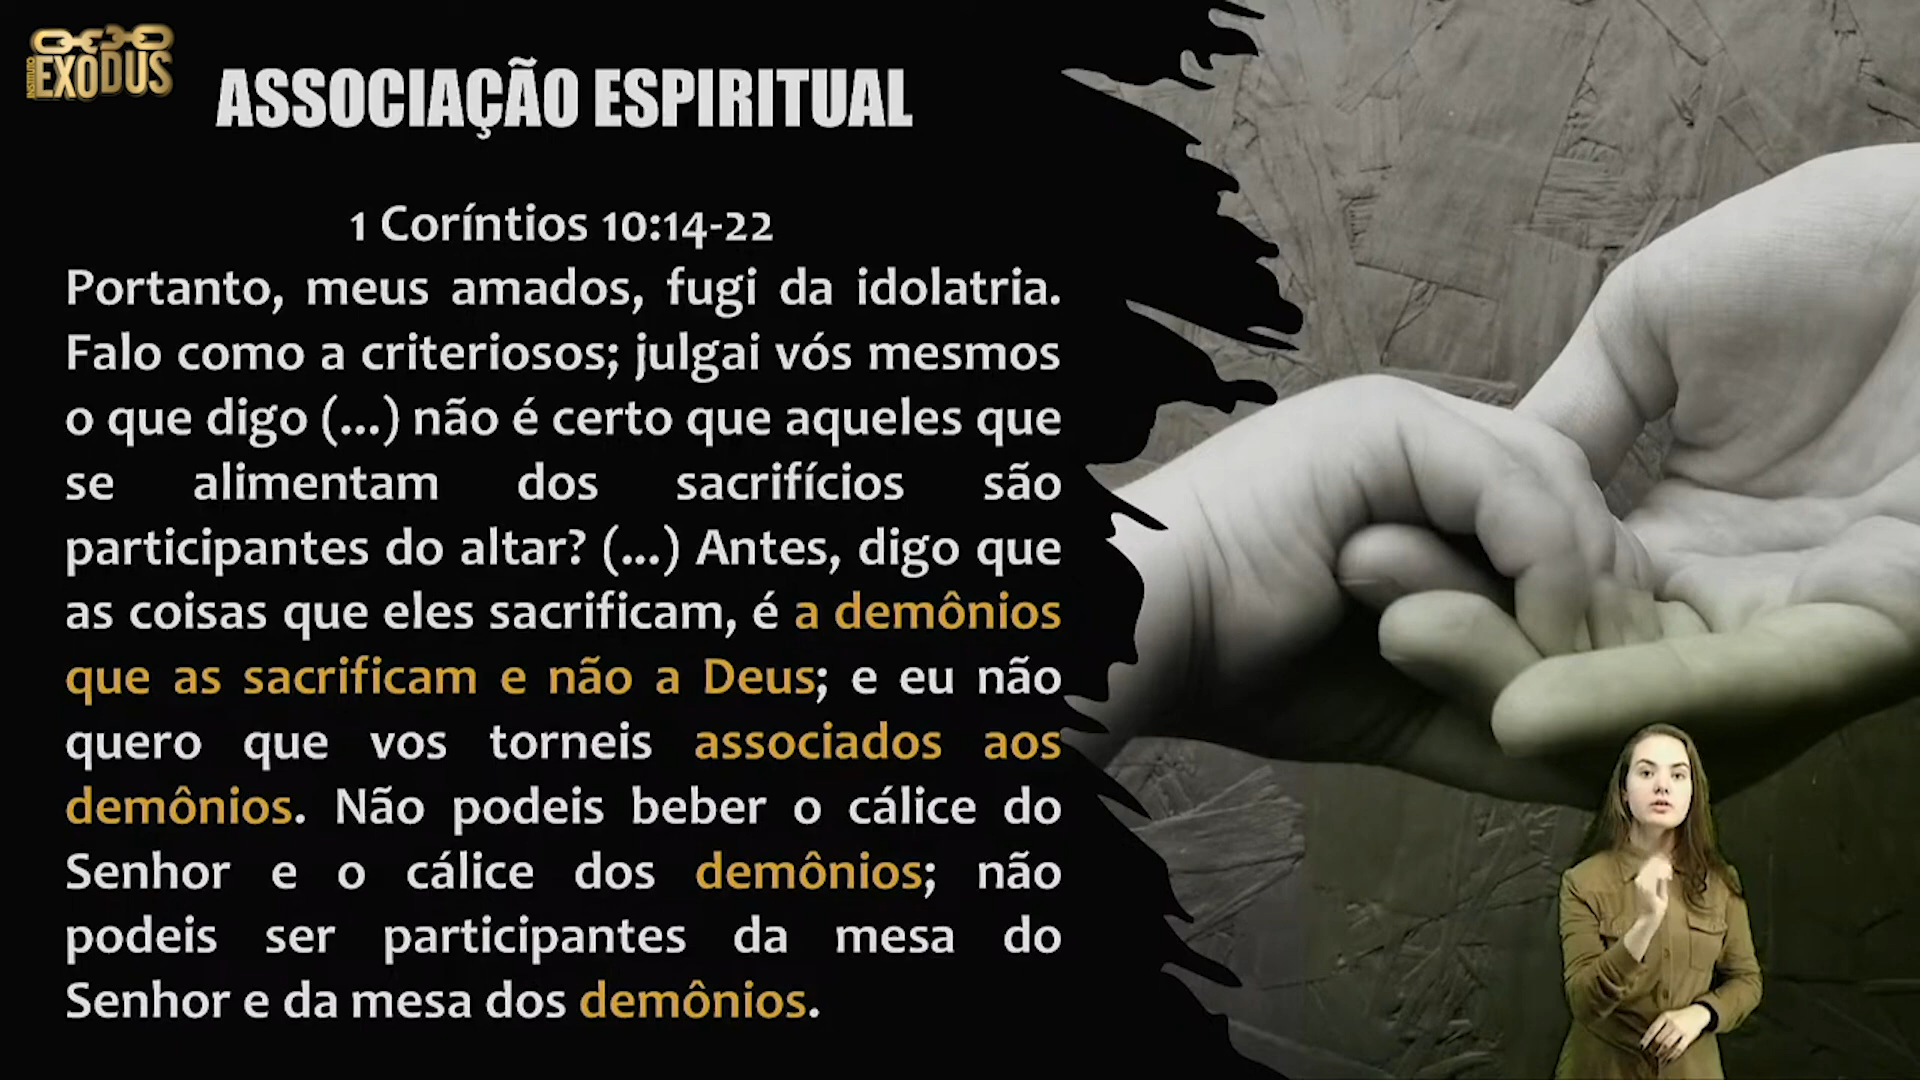 INSTITUTO
EXODUS
ASSOCIAÇÃO ESPIRITUAL
1 Coríntios 10:14-22
Portanto, meus amados, fugi da idolatria.
Falo como a criteriosos; julgai vós mesmos
o que digo (...) não é certo que aqueles que
se alimentam dos sacrifícios são
participantes do altar? (...) Antes, digo que
as coisas que eles sacrificam, é a demônios
que as sacrificam e não a Deus; e eu não
quero que vos torneis associados aos
demônios. Não podeis beber o cálice do
Senhor e o cálice dos demônios; não
podeis ser participantes da mesa do
Senhor e da mesa dos demônios.